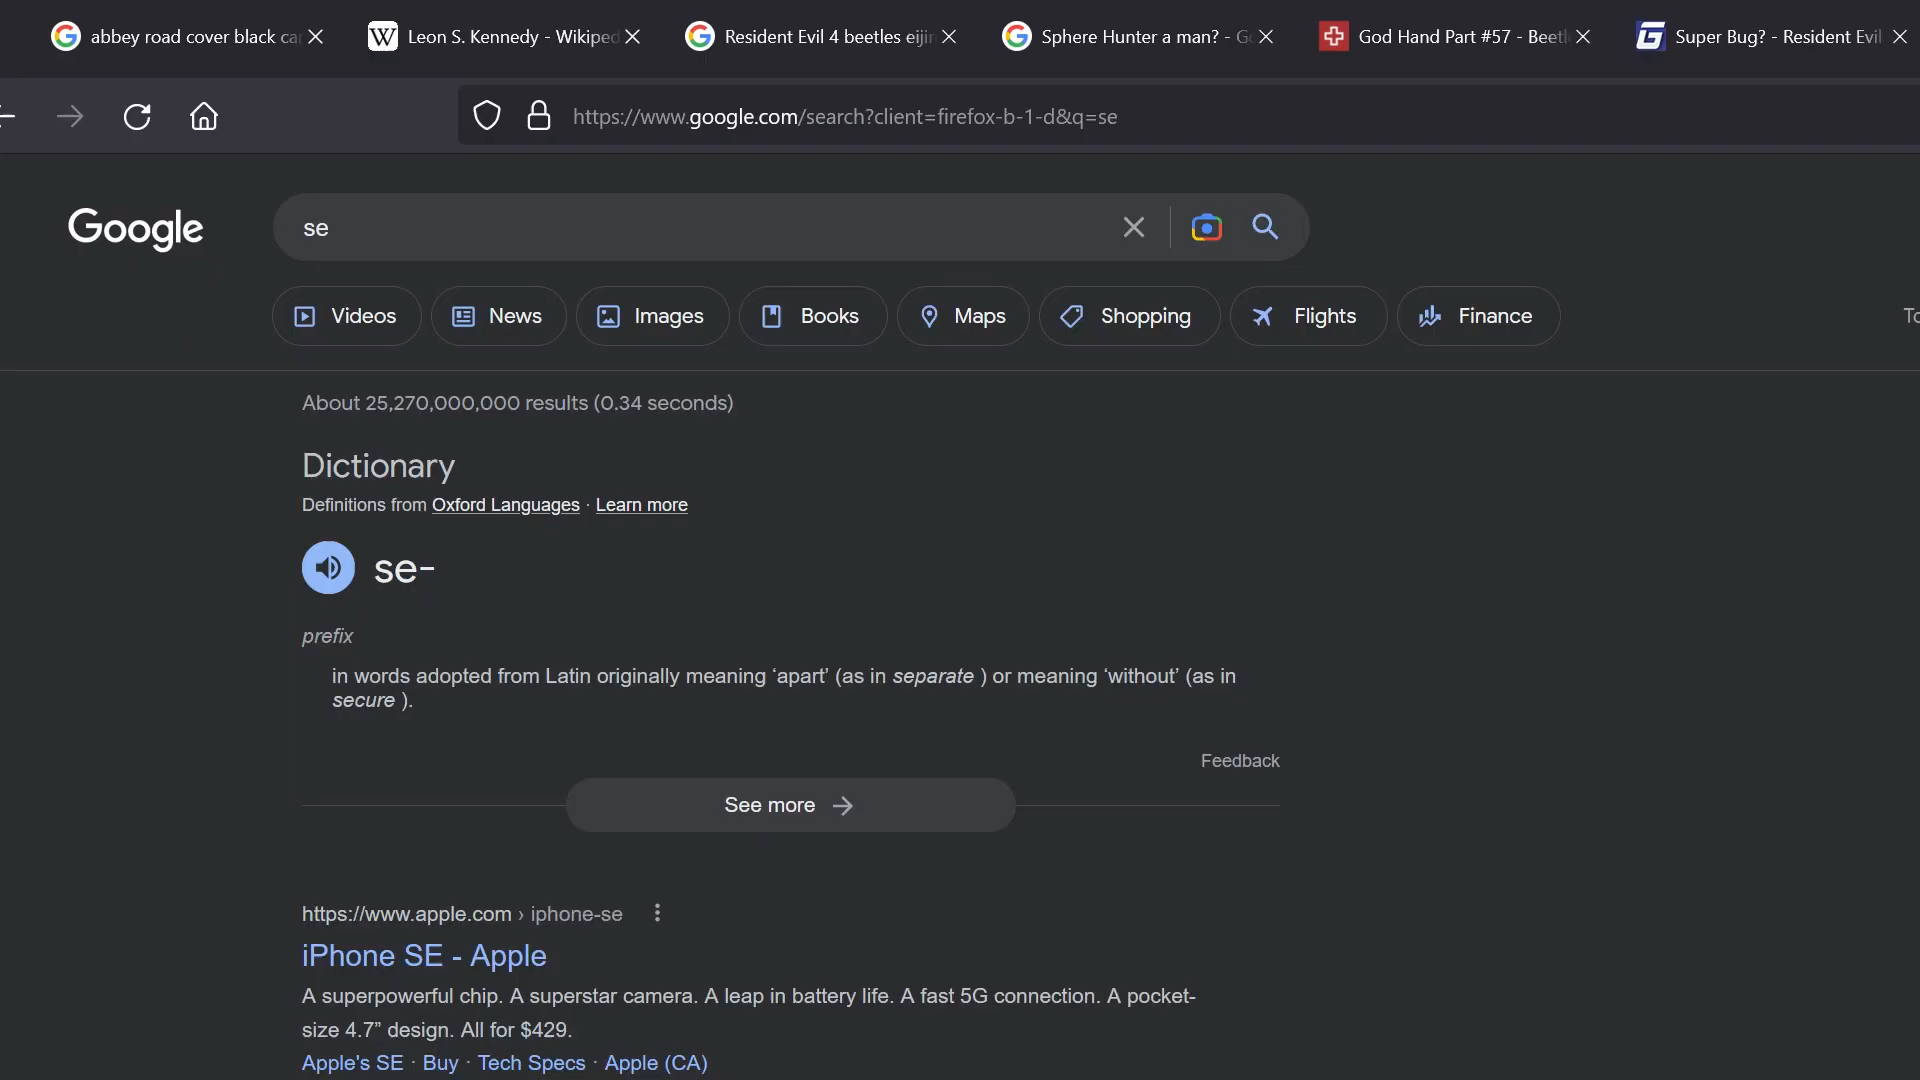 abbey road cover black ca
Leon S. Kennedy - Wikiped
Resident Evil 4 beetles eijir
Sphere Hunter a man? - G
God Hand Part #57 - Beetl
Super Bug? - Resident Evil
https://www.google.com/search?client=firefox-b-1-d&q=se
Google
se
Videos
News
Images
Books
Maps
Shopping
Flights
Finance
To
About 25,270,000,000 results (0.34 seconds)
Dictionary
Definitions from Oxford Languages · Learn more
se-
prefix
in words adopted from Latin originally meaning ‘apart’ (as in separate ) or meaning ‘without’ (as in
secure ).
Feedback
See more
https://www.apple.com › iphone-se
iPhone SE - Apple
A superpowerful chip. A superstar camera. A leap in battery life. A fast 5G connection. A pocket-
size 4.7” design. All for $429.
Apple's SE · Buy · Tech Specs · Apple (CA)